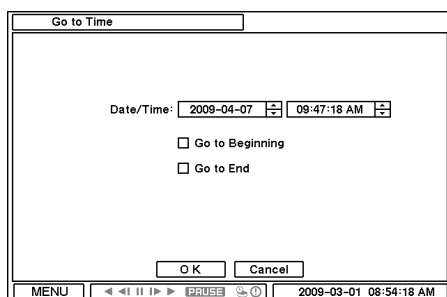 Go to Time
Date/Time: 2009-04-07 09:47:18 AM
Go to Beginning
Go to End
OK Cancel
MENU PAUSE 2009-03-01 08:54:18 AM